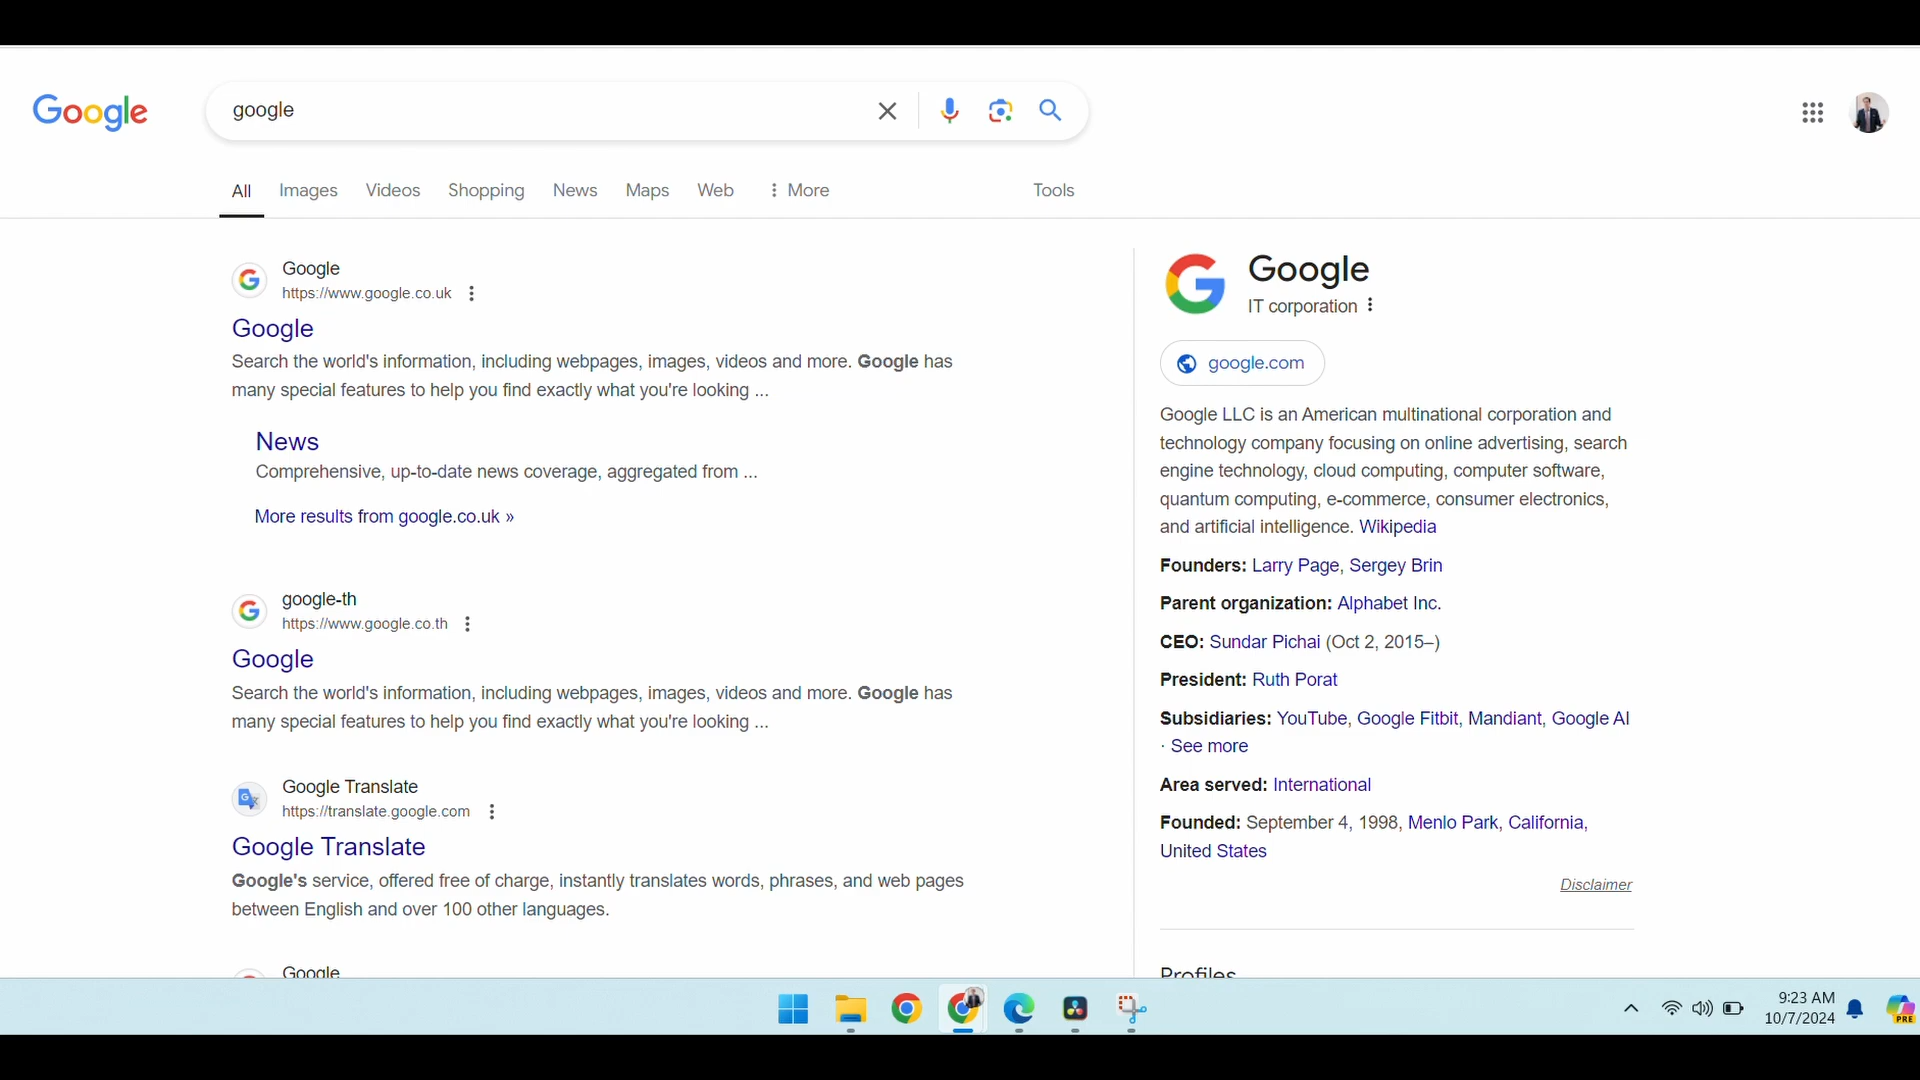 Google
google
All Images Videos Shopping News Maps Web More Tools
Google
https://www.google.co.uk
Google
Search the world's information, including webpages, images, videos and more. Google has
many special features to help you find exactly what you're looking ...
News
Comprehensive, up-to-date news coverage, aggregated from ...
More results from google.co.uk »
google-th
https://www.google.co.th
Google
Search the world's information, including webpages, images, videos and more. Google has
many special features to help you find exactly what you're looking ...
Google Translate
https://translate.google.com
Google Translate
Google's service, offered free of charge, instantly translates words, phrases, and web pages
between English and over 100 other languages.
Google
Google
IT corporation
google.com
Google LLC is an American multinational corporation and
technology company focusing on online advertising, search
engine technology, cloud computing, computer software,
quantum computing, e-commerce, consumer electronics,
and artificial intelligence. Wikipedia
Founders: Larry Page, Sergey Brin
Parent organization: Alphabet Inc.
CEO: Sundar Pichai (Oct 2, 2015–)
President: Ruth Porat
Subsidiaries: YouTube, Google Fitbit, Mandiant, Google AI
· See more
Area served: International
Founded: September 4, 1998, Menlo Park, California,
United States
Disclaimer
Profiles
9:23 AM
10/7/2024
PRE